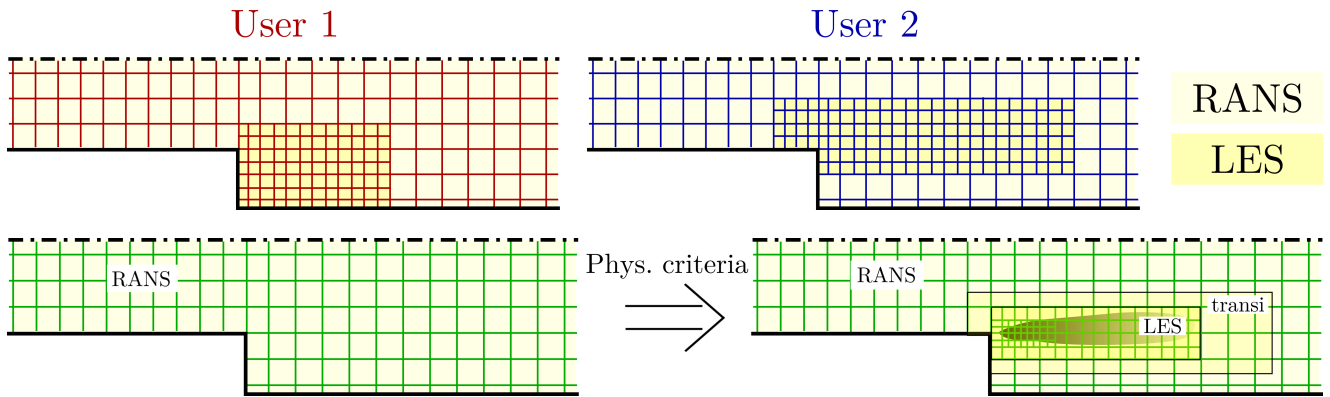 User 1
User 2
RANS
LES
RANS
Phys. criteria
RANS
transi
LES